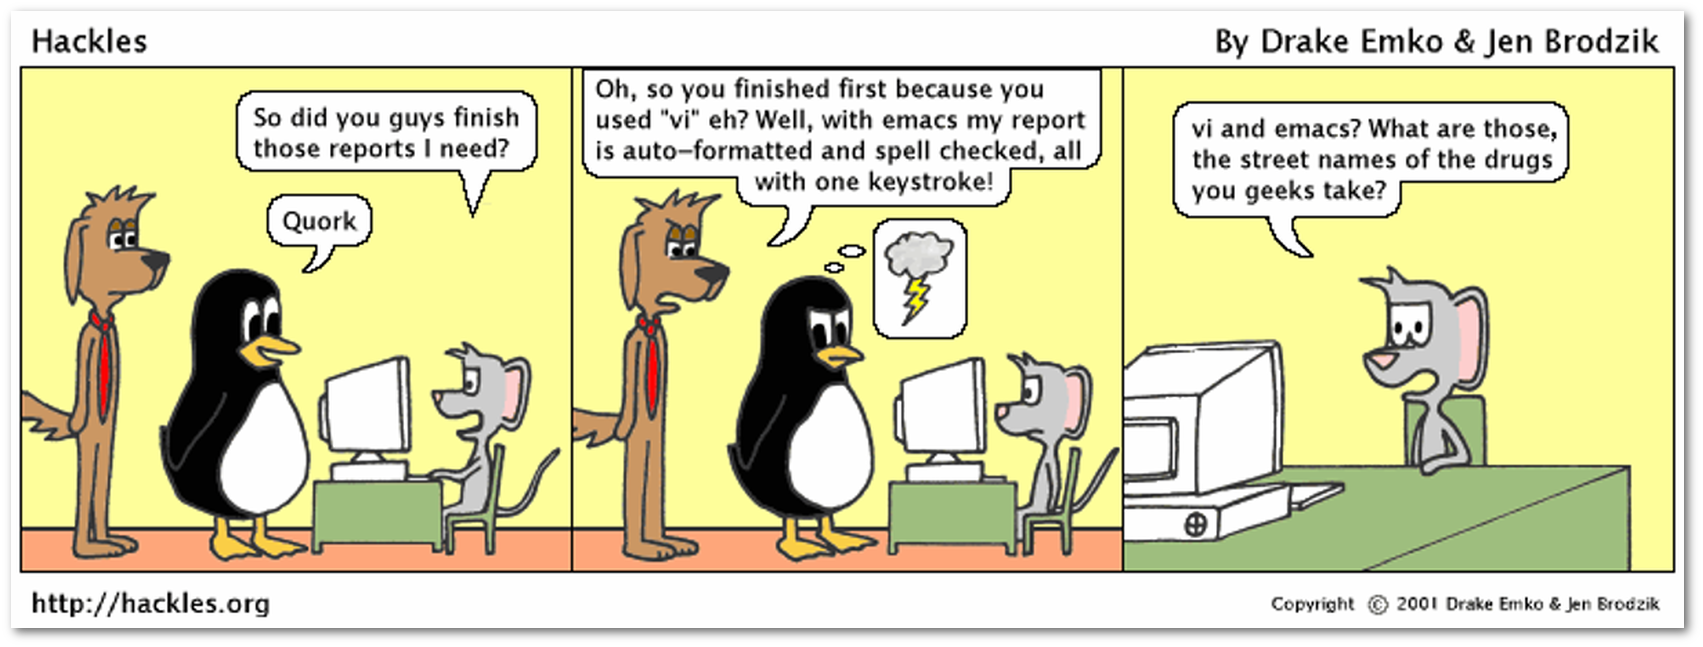 Hackles
By Drake Emko & Jen Brodzik
So did you guys finish
those reports I need?
Quork
Oh, so you finished first because you
used "vi" eh? Well, with emacs my report
is auto-formatted and spell checked, all
with one keystroke!
vi and emacs? What are those,
the street names of the drugs
you geeks take?
http://hackles.org
Copyright © 2001 Drake Emko & Jen Brodzik